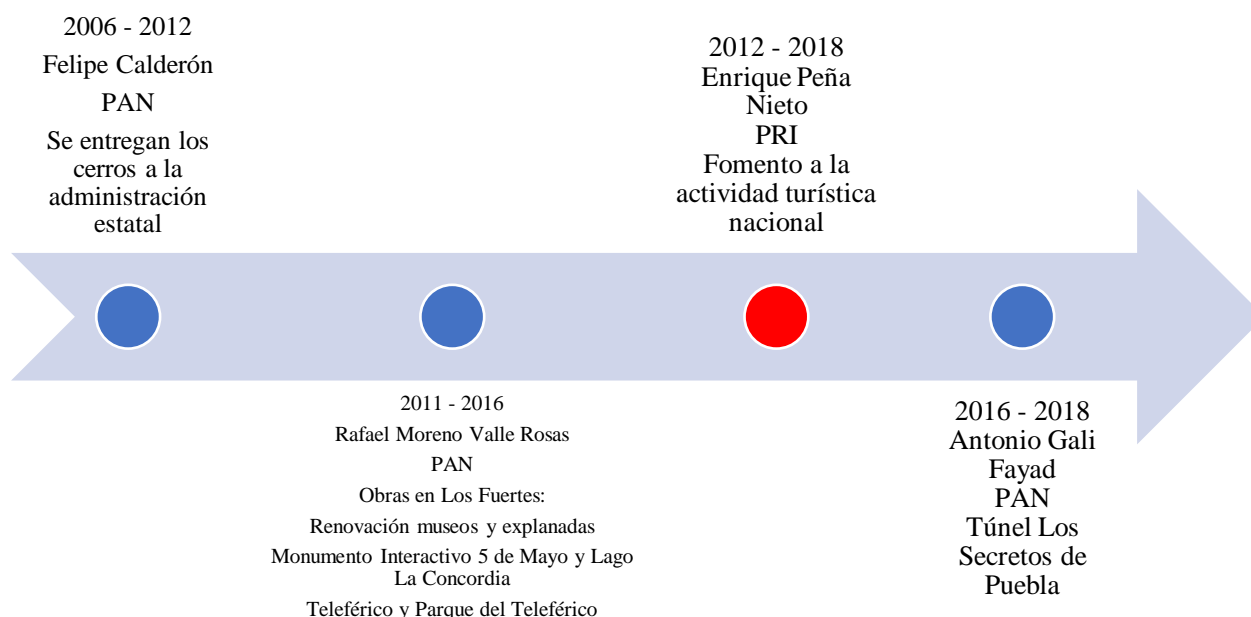 2006 - 2012
Felipe Calderón
PAN
Se entregan los
cerros a la
administración
estatal
2011 - 2016
Rafael Moreno Valle Rosas
PAN
Obras en Los Fuertes:
Renovación museos y explanadas
Monumento Interactivo 5 de Mayo y Lago
La Concordia
Teleférico y Parque del Teleférico
2012 - 2018
Enrique Peña
Nieto
PRI
Fomento a la
actividad turística
nacional
2016 - 2018
Antonio Gali
Fayad
PAN
Túnel Los
Secretos de
Puebla